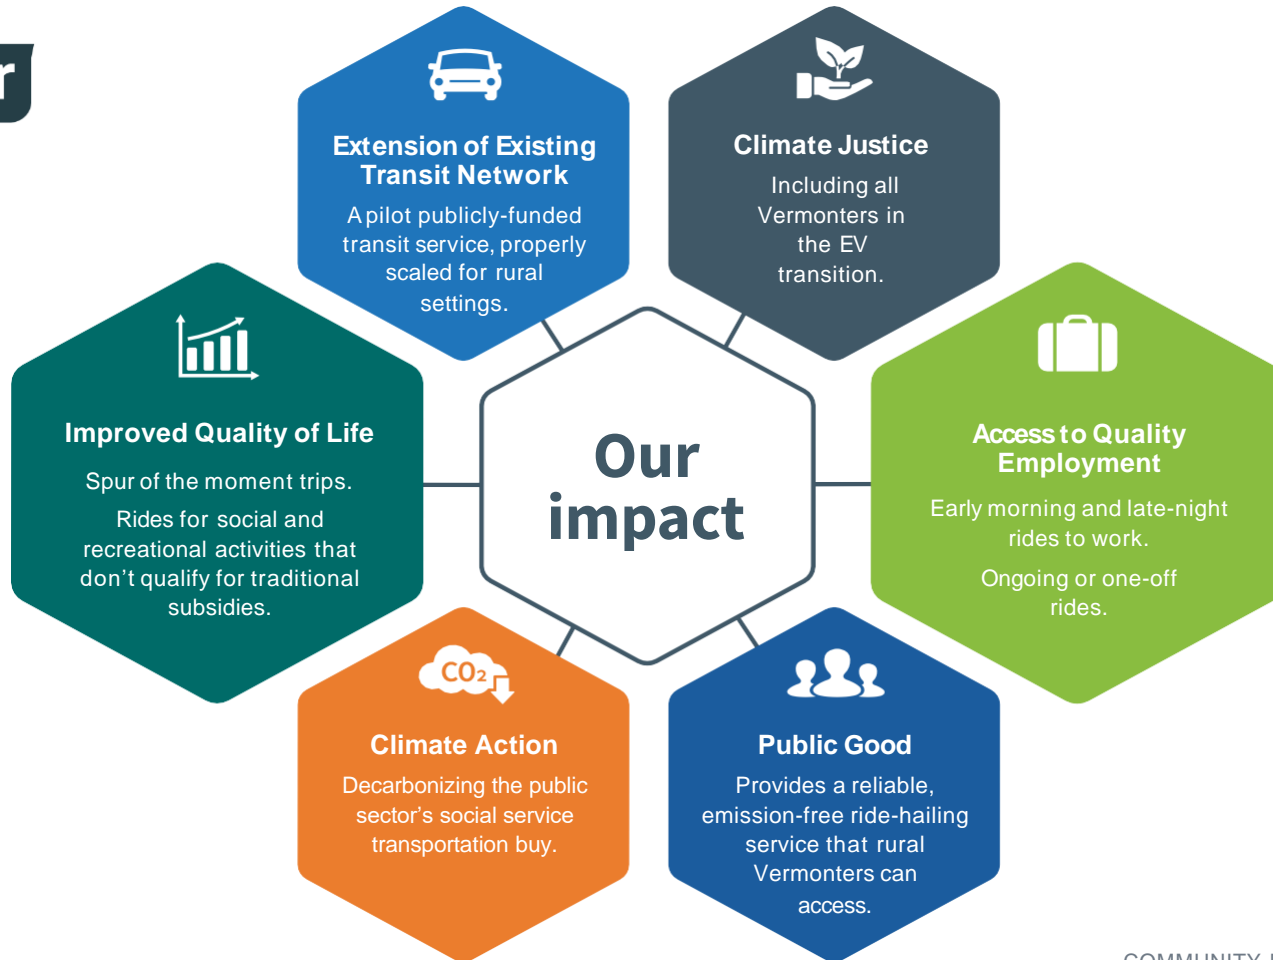 r
Extension of Existing
Transit Network
A pilot publicly-funded
transit service, properly
scaled for rural
settings.
Climate Justice
Including all
Vermonters in
the EV
transition.
Improved Quality of Life
Spur of the moment trips.
Rides for social and
recreational activities that
don’t qualify for traditional
subsidies.
Our
impact
Access to Quality
Employment
Early morning and late-night
rides to work.
Ongoing or one-off
rides.
CO₂
Climate Action
Decarbonizing the public
sector’s social service
transportation buy.
Public Good
Provides a reliable,
emission-free ride-hailing
service that rural
Vermonters can
access.
COMMUNITY